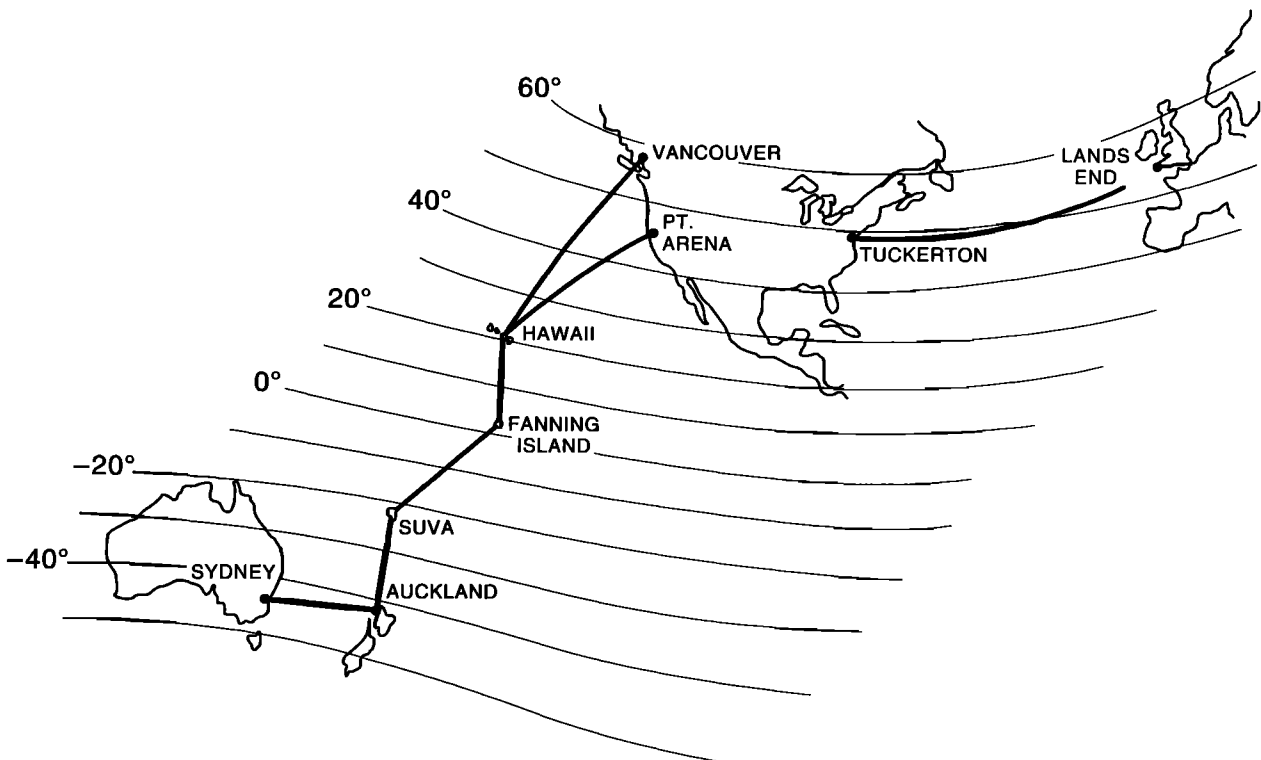 60°
VANCOUVER
LANDS
END
40°
PT.
ARENA
TUCKERTON
20°
HAWAII
0°
FANNING
ISLAND
–20°
SUVA
–40°
SYDNEY
AUCKLAND